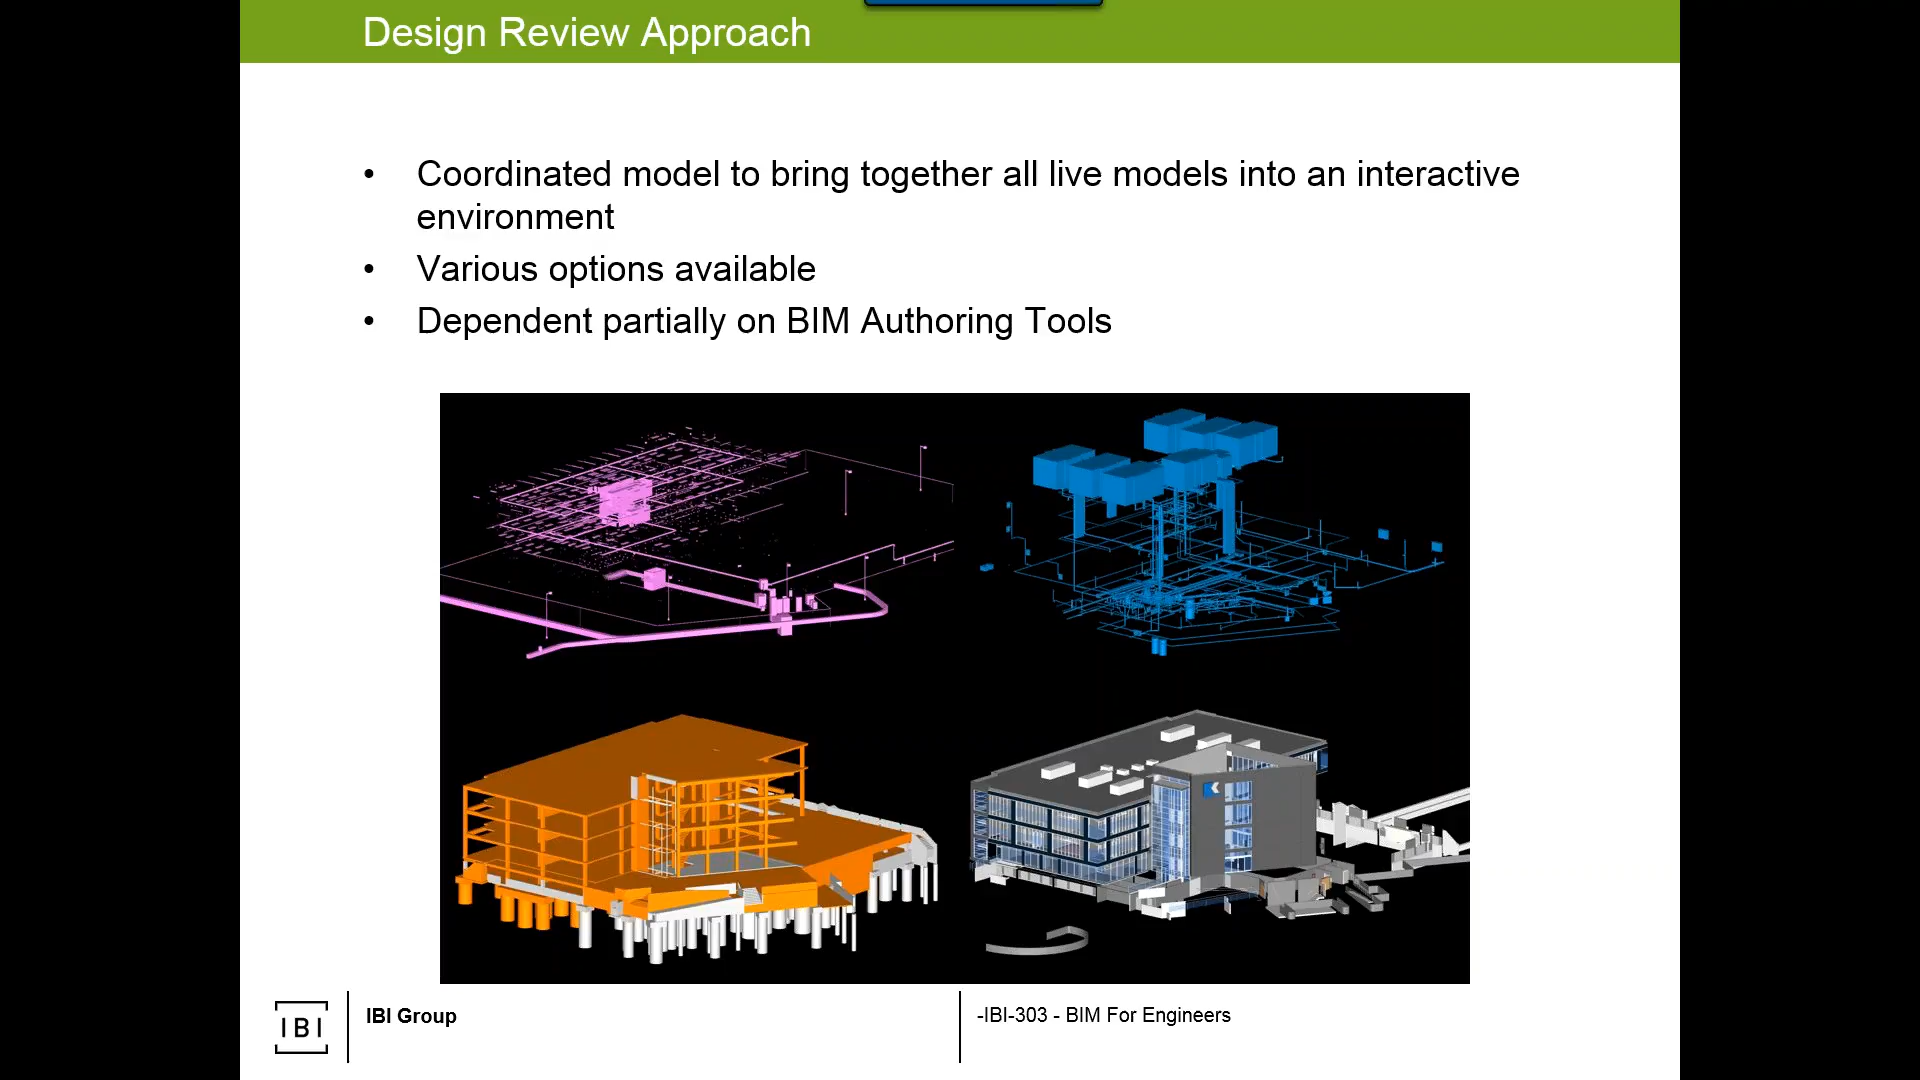 Design Review Approach
• Coordinated model to bring together all live models into an interactive
environment
• Various options available
• Dependent partially on BIM Authoring Tools
IBI
IBI Group
-IBI-303 - BIM For Engineers